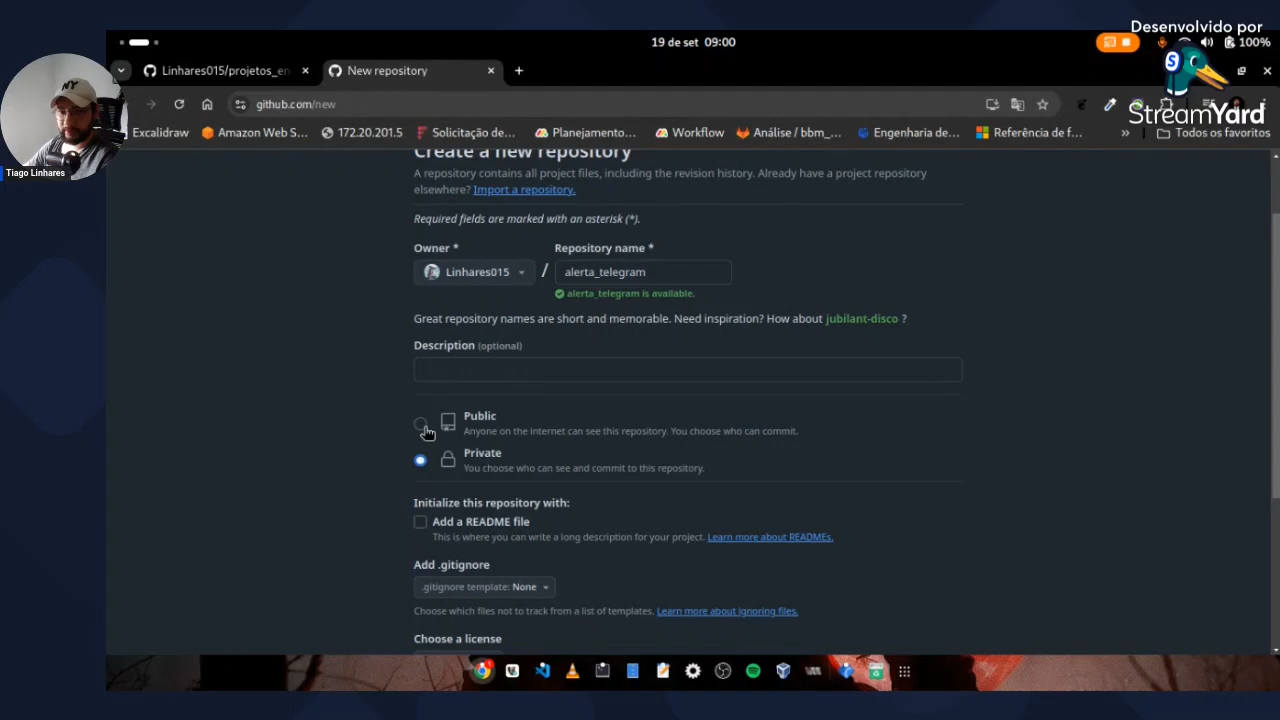 Desenvolvido por
StreamYard
19 de set 09:00
100%
Linhares015/projetos_en
New repository
github.com/new
Excalidraw
Amazon Web S...
172.20.201.5
Solicitação de...
Planejamento...
Workflow
Análise / bbm_...
Engenharia de...
Referência de f...
Todos os favoritos
NY
Tiago Linhares
Create a new repository
A repository contains all project files, including the revision history. Already have a project repository
elsewhere? Import a repository.
Required fields are marked with an asterisk (*).
Owner *
Repository name *
Linhares015
/
alerta_telegram
alerta_telegram is available.
Great repository names are short and memorable. Need inspiration? How about jubilant-disco ?
Description (optional)
Public
Anyone on the internet can see this repository. You choose who can commit.
Private
You choose who can see and commit to this repository.
Initialize this repository with:
Add a README file
This is where you can write a long description for your project. Learn more about READMEs.
Add .gitignore
.gitignore template: None
Choose which files not to track from a list of templates. Learn more about ignoring files.
Choose a license